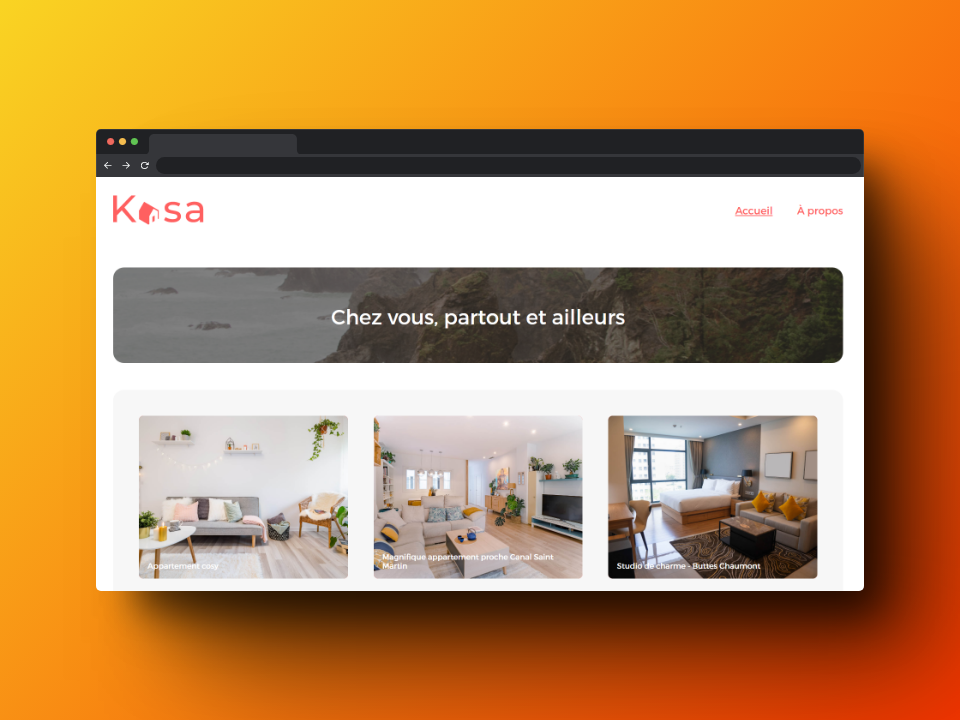 Kasa
Accueil
À propos
Chez vous, partout et ailleurs
Appartement cosy
Magnifique appartement proche Canal Saint
Martin
Studio de charme - Buttes Chaumont